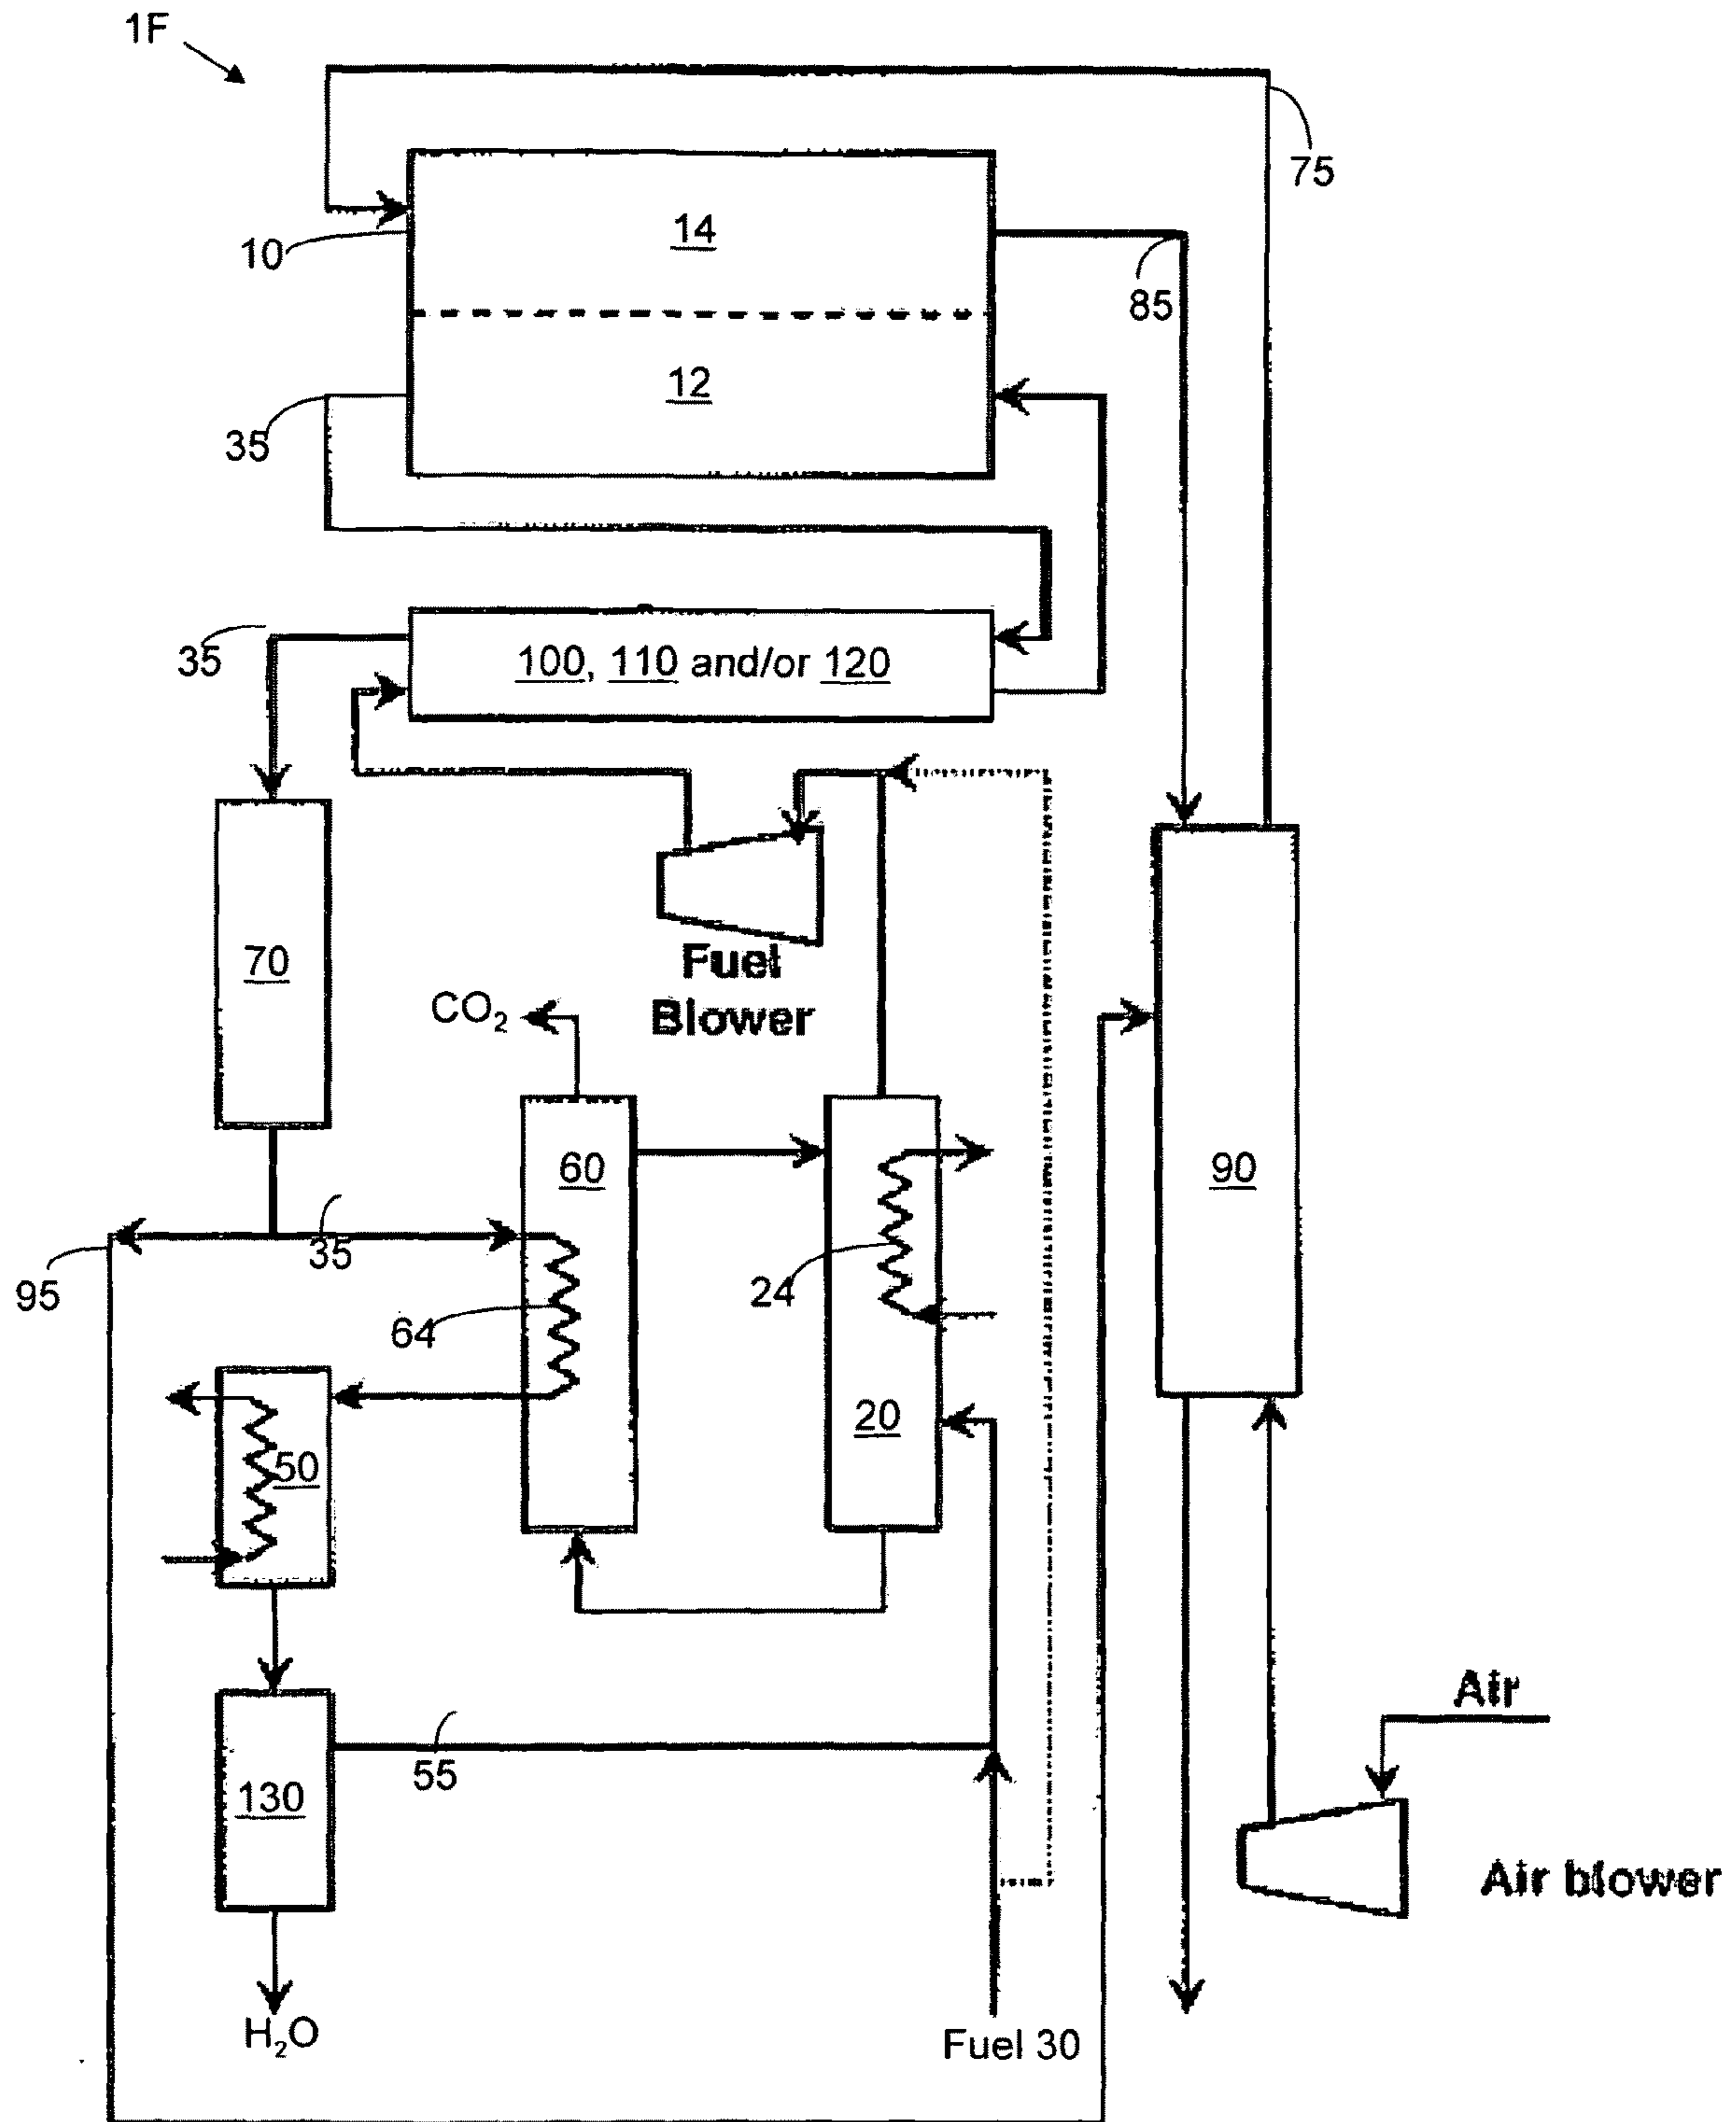 1F
75
10
14
85
12
35
35
100, 110 and/or 120
70
Fuel
Blower
CO₂
60
90
35
95
24
64
20
50
Air
55
130
Air blower
H₂O
Fuel 30